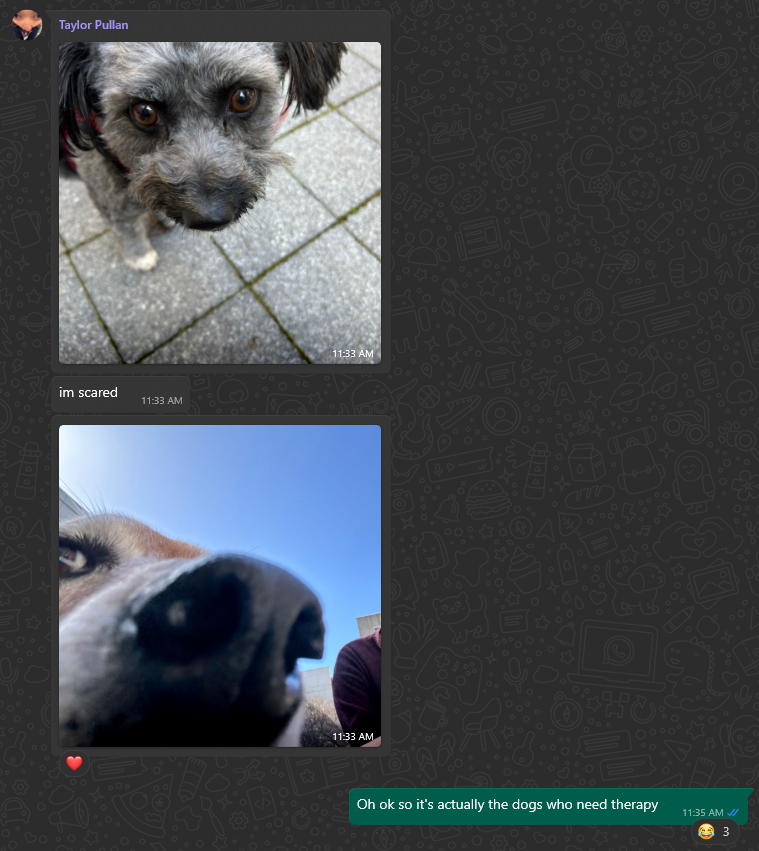 Taylor Pullan
11:33 AM
im scared
11:33 AM
11:33 AM
Oh ok so it's actually the dogs who need therapy
11:35 AM
3